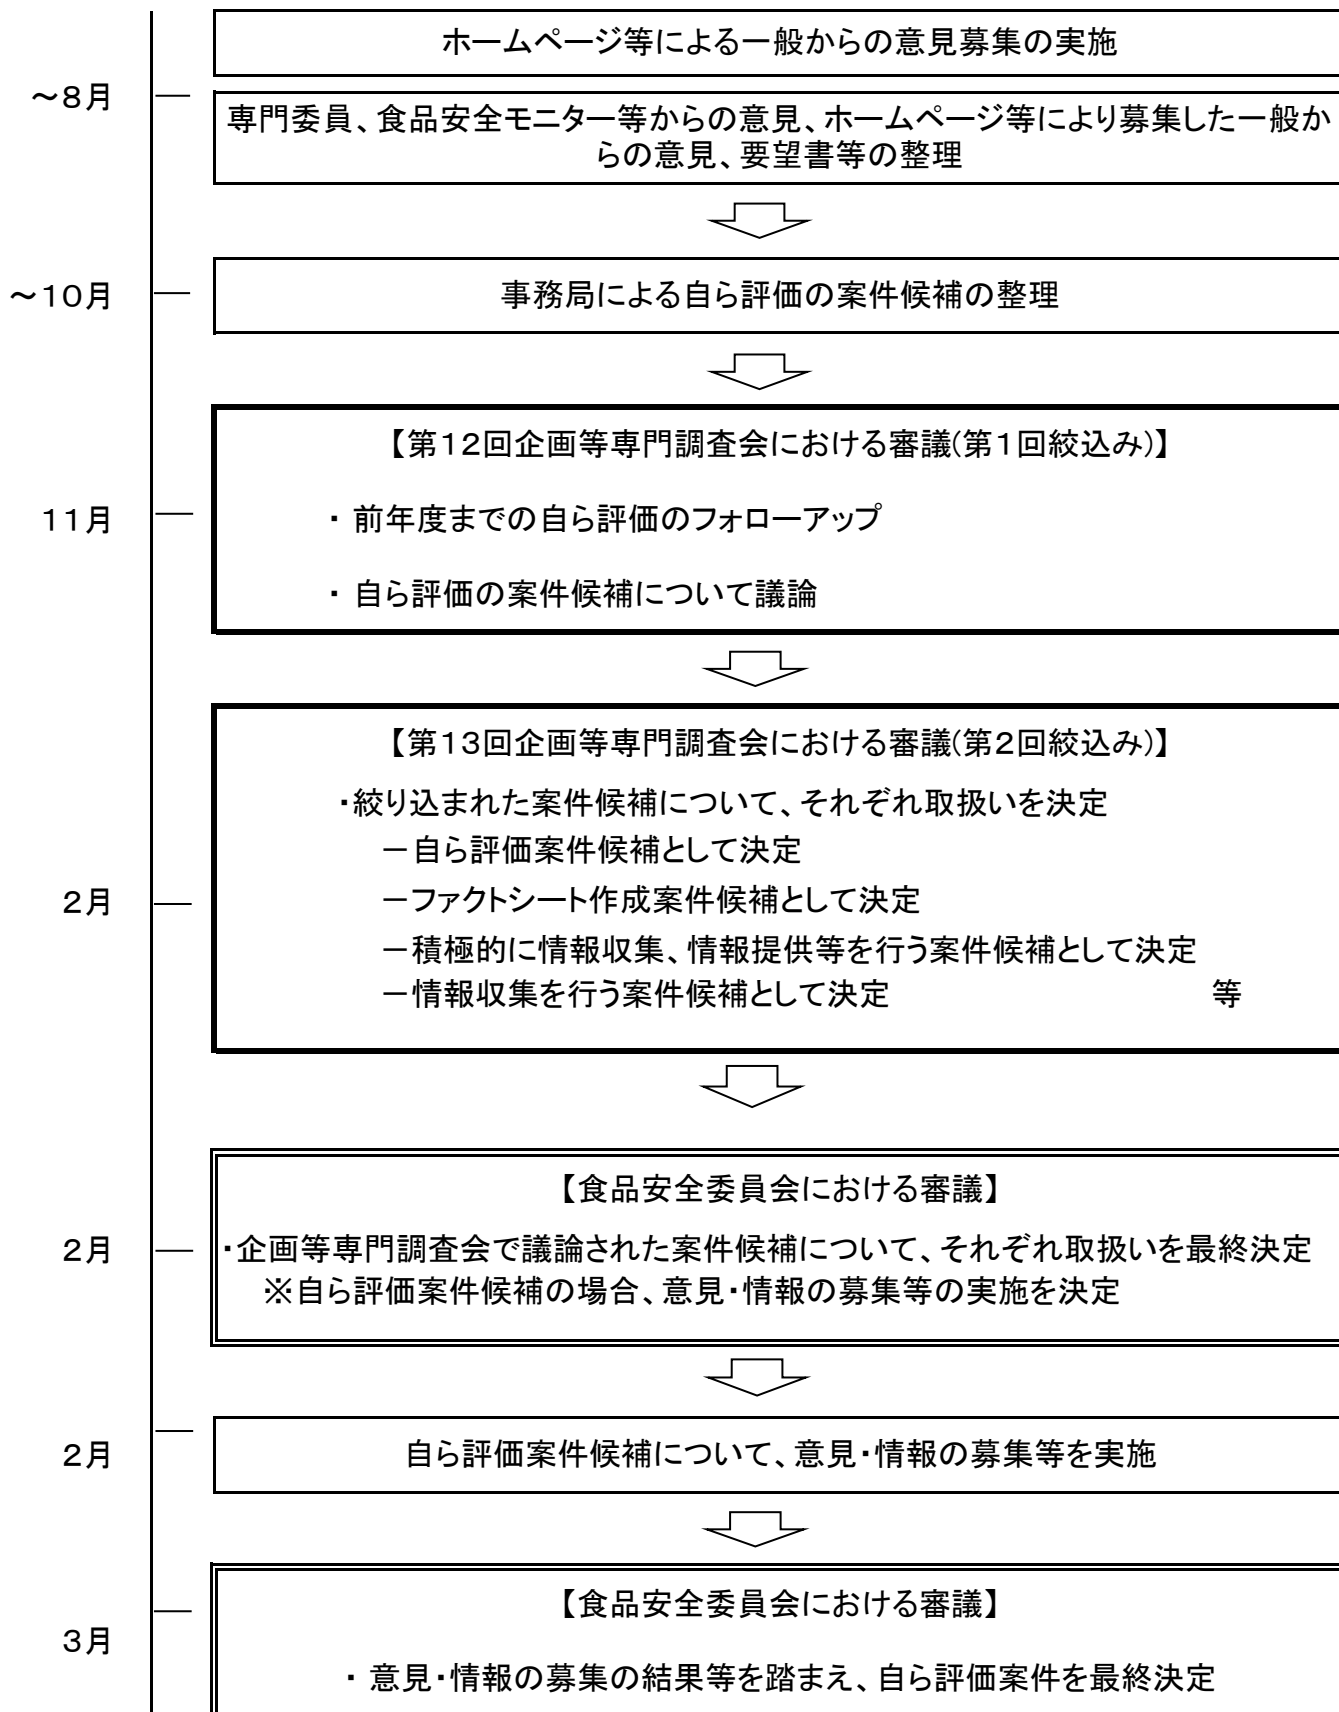 ホームページ等による一般からの意見募集の実施
～8月
専門委員、食品安全モニター等からの意見、ホームページ等により募集した一般か
らの意見、要望書等の整理
～10月
事務局による自ら評価の案件候補の整理
【第12回企画等専門調査会における審議(第1回絞込み)】
11月
・ 前年度までの自ら評価のフォローアップ
・ 自ら評価の案件候補について議論
【第13回企画等専門調査会における審議(第2回絞込み)】
・絞り込まれた案件候補について、それぞれ取扱いを決定
－自ら評価案件候補として決定
2月
－ファクトシート作成案件候補として決定
－積極的に情報収集、情報提供等を行う案件候補として決定
－情報収集を行う案件候補として決定 等
【食品安全委員会における審議】
2月
・企画等専門調査会で議論された案件候補について、それぞれ取扱いを最終決定
※自ら評価案件候補の場合、意見・情報の募集等の実施を決定
2月
自ら評価案件候補について、意見・情報の募集等を実施
【食品安全委員会における審議】
3月
・ 意見・情報の募集の結果等を踏まえ、自ら評価案件を最終決定